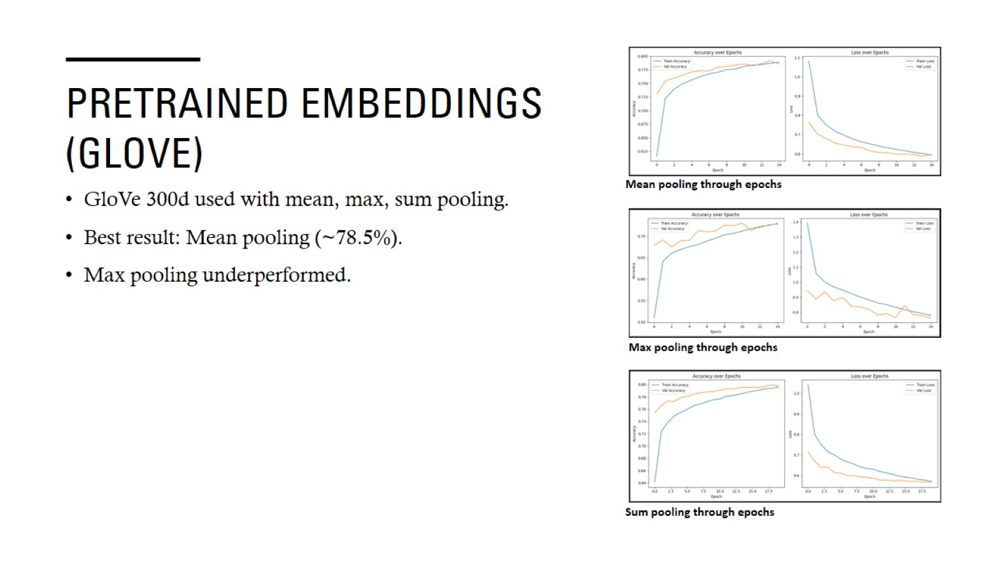 PRETRAINED EMBEDDINGS
(GLOVE)
• GloVe 300d used with mean, max, sum pooling.
• Best result: Mean pooling (~78.5%).
• Max pooling underperformed.
Accuracy over Epochs
Train Accuracy
Val Accuracy
0.800
0.775
0.750
0.725
0.700
0.675
0.650
0.625
Accuracy
0 2 4 6 8 10 12 14
Epoch
Loss over Epochs
Train Loss
Val Loss
1.1
1.0
0.9
0.8
0.7
0.6
Loss
0 2 4 6 8 10 12 14
Epoch
Mean pooling through epochs
Accuracy over Epochs
Train Accuracy
Val Accuracy
0.70
0.65
0.60
0.55
0.50
Accuracy
0 2 4 6 8 10 12 14
Epoch
Loss over Epochs
Train Loss
Val Loss
1.4
1.3
1.2
1.1
1.0
0.9
0.8
Loss
0 2 4 6 8 10 12 14
Epoch
Max pooling through epochs
Accuracy over Epochs
Train Accuracy
Val Accuracy
0.80
0.78
0.76
0.74
0.72
0.70
0.68
0.66
0.64
Accuracy
0.0 2.5 5.0 7.5 10.0 12.5 15.0 17.5
Epoch
Loss over Epochs
Train Loss
Val Loss
1.0
0.9
0.8
0.7
0.6
Loss
0.0 2.5 5.0 7.5 10.0 12.5 15.0 17.5
Epoch
Sum pooling through epochs